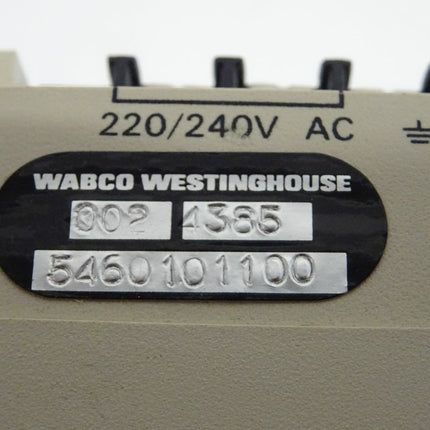 220/240V AC
WABCO WESTINGHOUSE
002 4385
5460101100